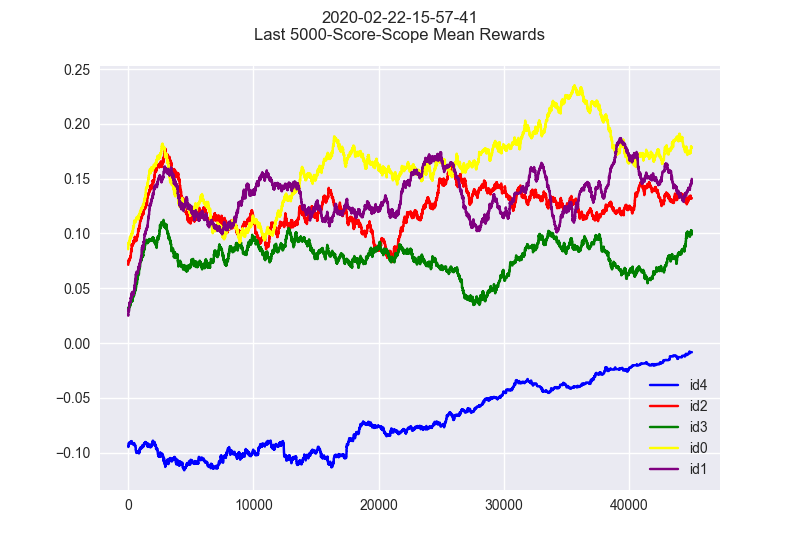 2020-02-22-15-57-41
Last 5000-Score-Scope Mean Rewards
0.25
0.20
0.15
0.10
0.05
0.00
−0.05
−0.10
0 10000 20000 30000 40000
id4
id2
id3
id0
id1